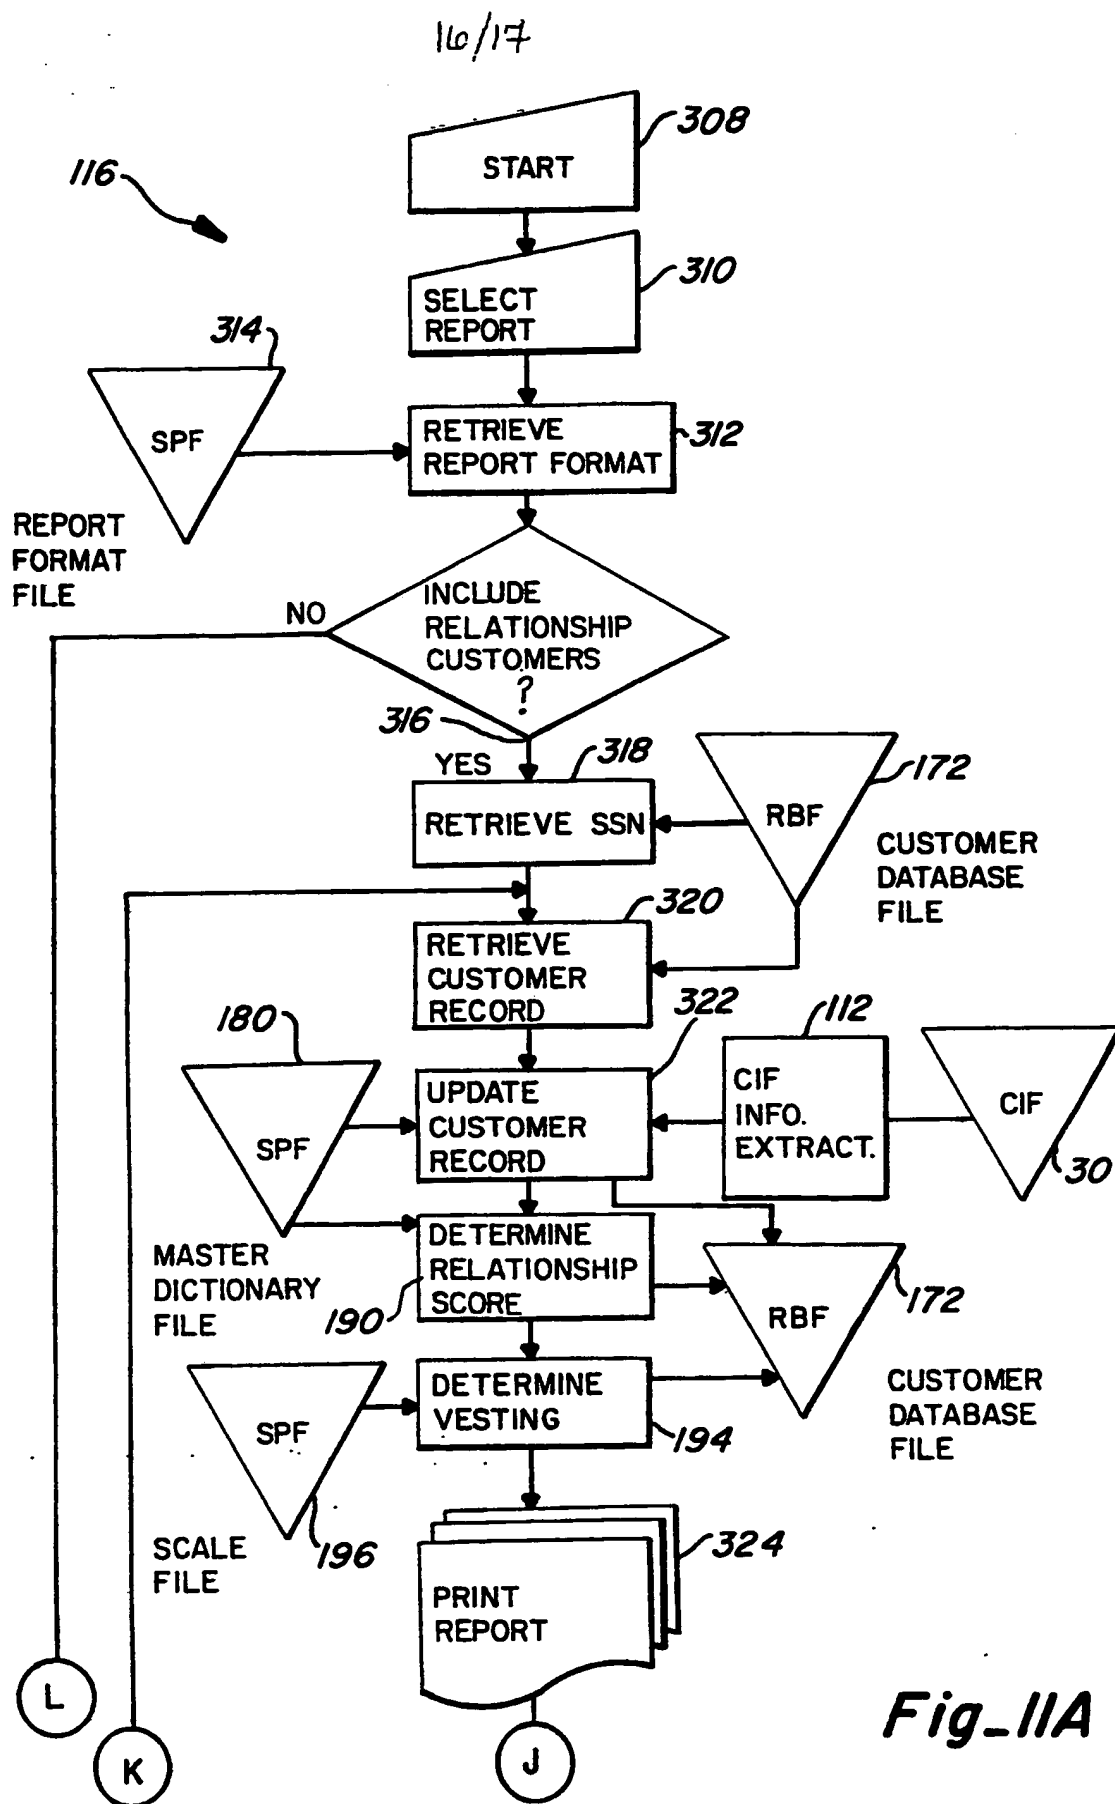 16/17
308
START
116
310
SELECT
REPORT
314
SPF
RETRIEVE
REPORT FORMAT
312
REPORT
FORMAT
FILE
NO
INCLUDE
RELATIONSHIP
CUSTOMERS
?
316
YES
318
RETRIEVE SSN
172
RBF
CUSTOMER
DATABASE
FILE
320
RETRIEVE
CUSTOMER
RECORD
322
180
SPF
UPDATE
CUSTOMER
RECORD
112
CIF
INFO.
EXTRACT.
CIF
30
MASTER
DICTIONARY
FILE
DETERMINE
RELATIONSHIP
SCORE
190
RBF
172
CUSTOMER
DATABASE
FILE
SPF
DETERMINE
VESTING
194
SCALE
FILE
196
324
PRINT
REPORT
L
K
J
Fig_11A